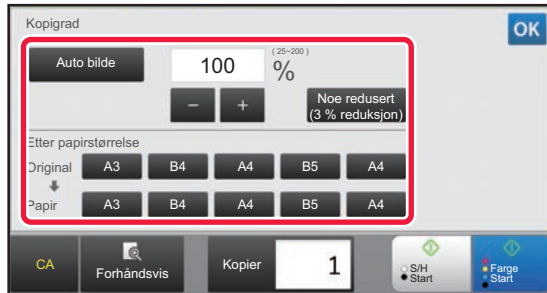 Kopigrad
OK
Auto bilde
100
(25~200)
%
−
+
Noe redusert
(3 % reduksjon)
Etter papirstørrelse
Original
A3
B4
A4
B5
A4
Papir
A3
B4
A4
B5
A4
CA
Forhåndsvis
Kopier
1
S/H
Start
Farge
Start